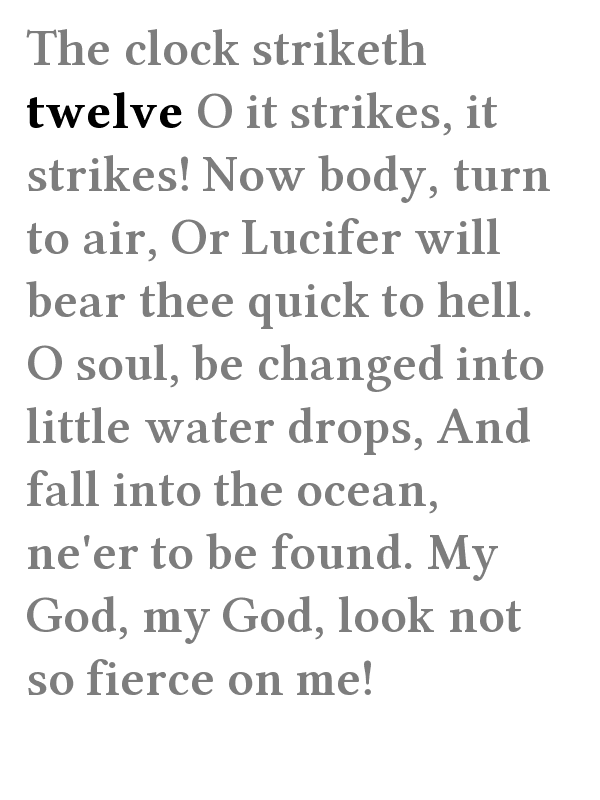 The clock striketh
twelve O it strikes, it
strikes! Now body, turn
to air, Or Lucifer will
bear thee quick to hell.
O soul, be changed into
little water drops, And
fall into the ocean,
ne'er to be found. My
God, my God, look not
so fierce on me!